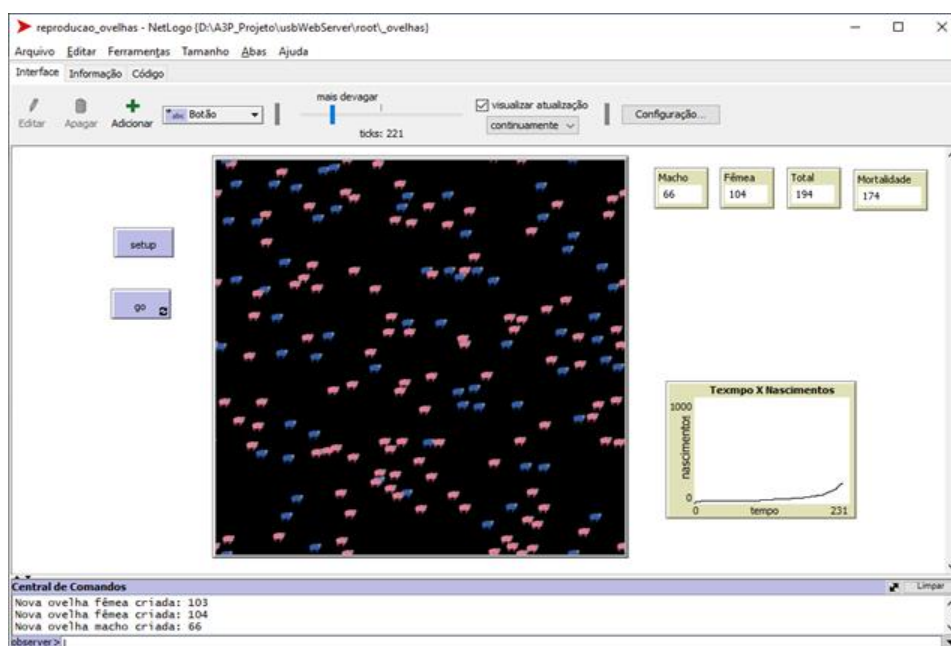 reproducao_ovelhas - NetLogo {D:\A3P_Projeto\usbWebServer\root\_ovelhas}
Arquivo Editar Ferramentas Tamanho Abas Ajuda
Interface Informação Código
Editar Apagar Adicionar abc Botão
mais devagar
ticks: 221
visualizar atualização
continuamente
Configuração...
setup
go
Macho Fêmea Total Mortalidade
66 104 194 174
Texmpo X Nascimentos
1000
nascimentos
0
0 tempo 231
Central de Comandos Limpar
Nova ovelha fêmea criada: 103
Nova ovelha fêmea criada: 104
Nova ovelha macho criada: 66
observer>